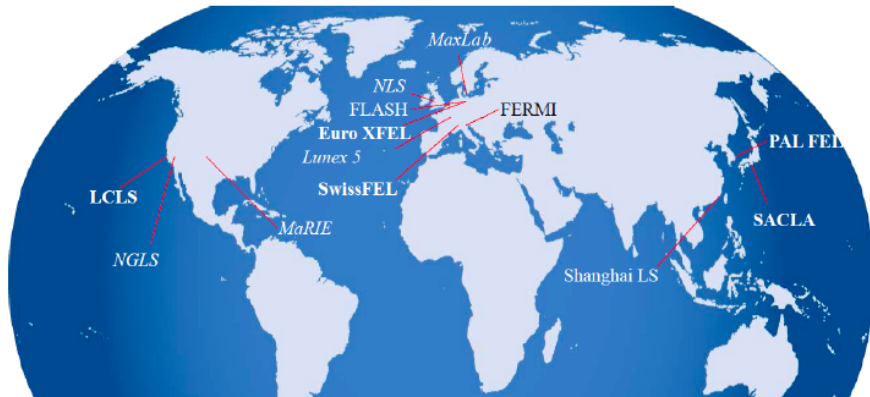 MaxLab
NLS
FLASH
FERMI
Euro XFEL
PAL FEL
Lunex 5
SwissFEL
LCLS
SACLA
MaRIE
NGLS
Shanghai LS